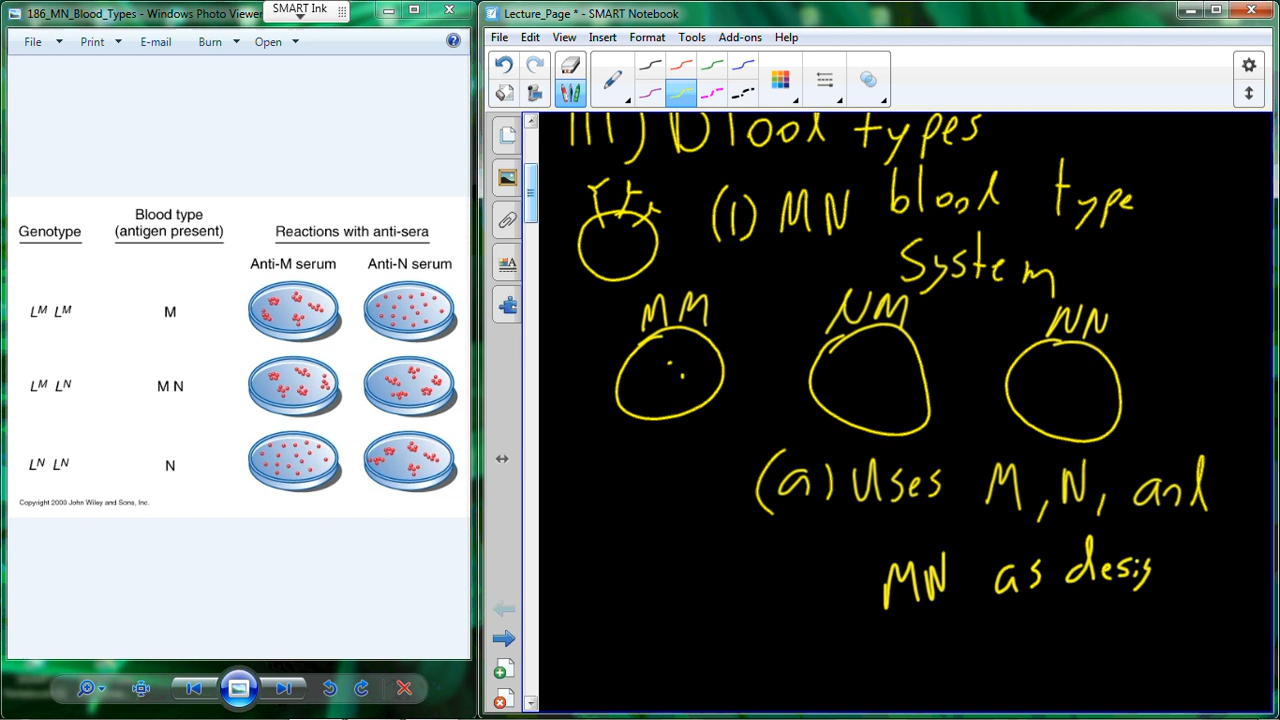 186_MN_Blood_Types - Windows Photo Viewer
SMART Ink
File Print E-mail Burn Open
Genotype
Blood type
(antigen present)
Reactions with anti-sera
Anti-M serum Anti-N serum
Lᴹ Lᴹ M
Lᴹ Lᴺ M N
Lᴺ Lᴺ N
Copyright 2000 John Wiley and Sons, Inc.
Lecture_Page * - SMART Notebook
File Edit View Insert Format Tools Add-ons Help
III) Blood types
(1) MN blood type
System
MM NM NN
(a) Uses M, N, and
MN as desig